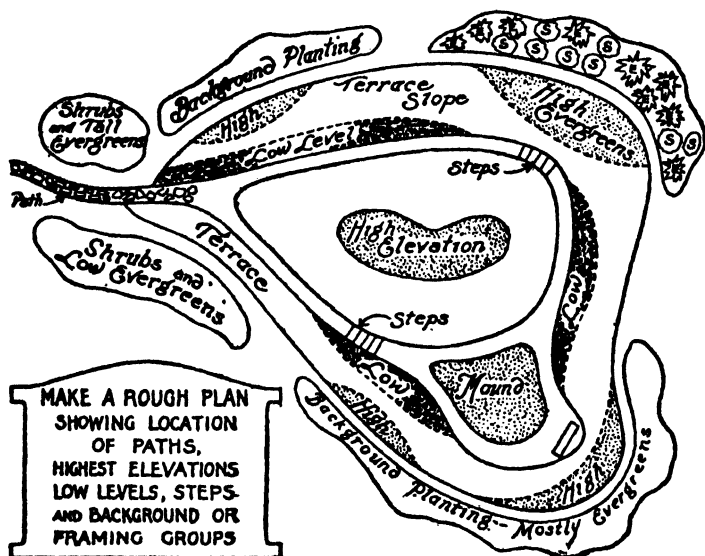 Background Planting
Terrace
Slope
High
Evergreens
High
Shrubs
and Tall
Evergreens
Low Level
Steps
Path
Terrace
High
Elevation
Shrubs and
Low Evergreens
Low
Steps
Low
Mound
High
High
Background Planting -- Mostly Evergreens
S
S
S
S
S
S
S
S
S
MAKE A ROUGH PLAN
SHOWING LOCATION
OF PATHS,
HIGHEST ELEVATIONS
LOW LEVELS, STEPS
AND BACKGROUND OR
FRAMING GROUPS